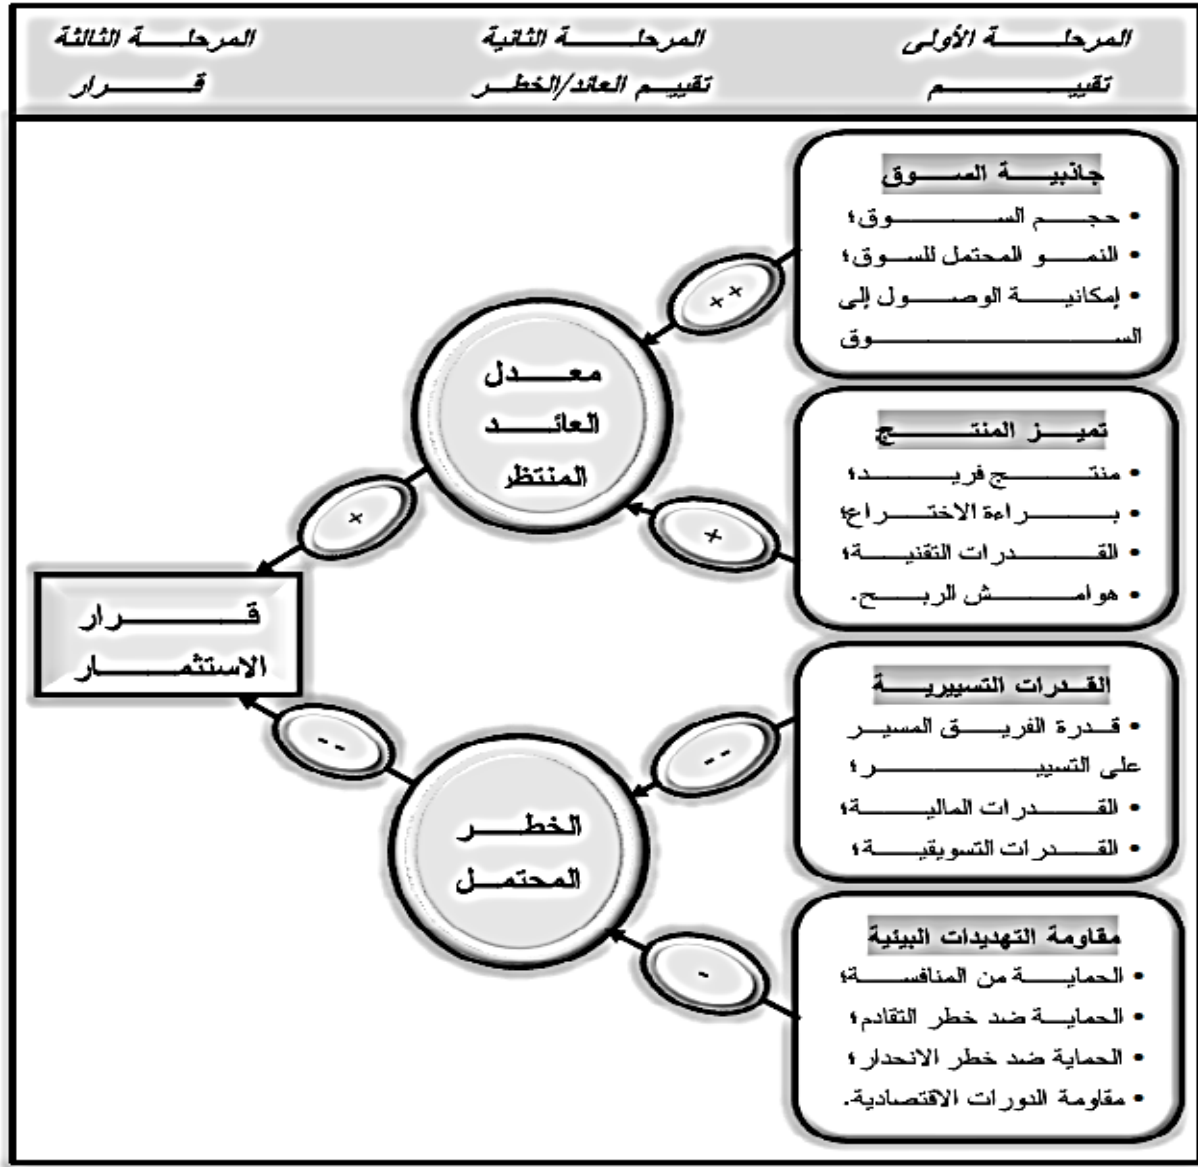 المرحلة الأولى
تقييم
المرحلة الثانية
تقييم العائد/الخطر
المرحلة الثالثة
قرار
جاذبية السوق
• حجم السوق؛
• النمو المحتمل للسوق؛
• إمكانية الوصول إلى
السوق
++
تميز المنتج
• منتج فريد؛
• براءة الاختراع؛
• القدرات التقنية؛
• هوامش الربح.
+
القدرات التسييرية
• قدرة الفريق المسير
على التسيير؛
• القدرات المالية؛
• القدرات التسويقية؛
--
مقاومة التهديدات البيئية
• الحماية من المنافسة؛
• الحماية ضد خطر التقادم؛
• الحماية ضد خطر الانحدار؛
• مقاومة الدورات الاقتصادية.
-
معدل
العائد
المنتظر
+
الخطر
المحتمل
--
قرار
الاستثمار